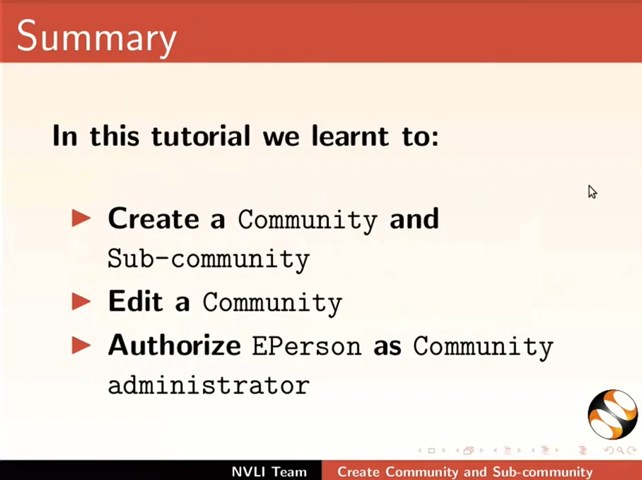 Summary
In this tutorial we learnt to:
Create a Community and
Sub-community
Edit a Community
Authorize EPerson as Community
administrator
NVLI Team Create Community and Sub-community